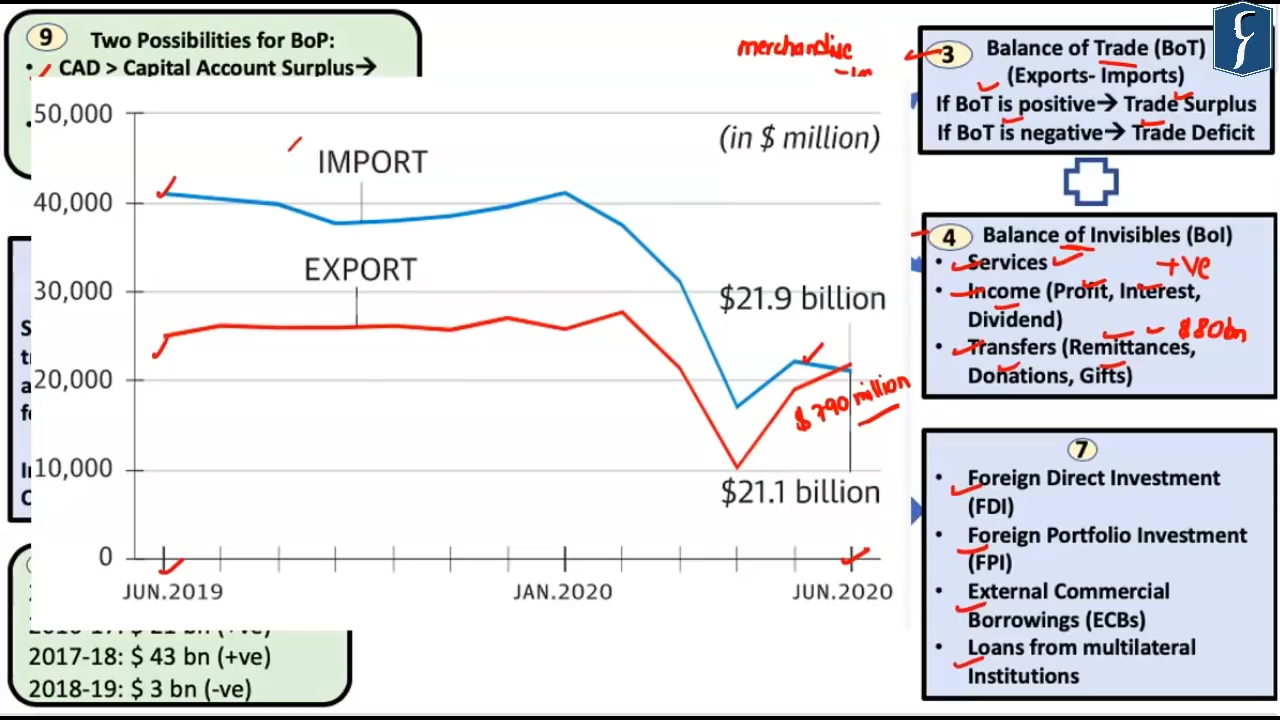 9
Two Possibilities for BoP:
• CAD > Capital Account Surplus→
merchandise
50,000
40,000
30,000
20,000
10,000
0
(in $ million)
IMPORT
EXPORT
$21.9 billion
$790 million
$21.1 billion
JUN.2019
JAN.2020
JUN.2020
2017-18: $ 43 bn (+ve)
2018-19: $ 3 bn (-ve)
3
Balance of Trade (BoT)
(Exports- Imports)
If BoT is positive→ Trade Surplus
If BoT is negative→ Trade Deficit
4
Balance of Invisibles (BoI)
• Services
+ve
• Income (Profit, Interest,
Dividend)
$80bn
• Transfers (Remittances,
Donations, Gifts)
7
• Foreign Direct Investment
(FDI)
• Foreign Portfolio Investment
(FPI)
• External Commercial
Borrowings (ECBs)
• Loans from multilateral
Institutions